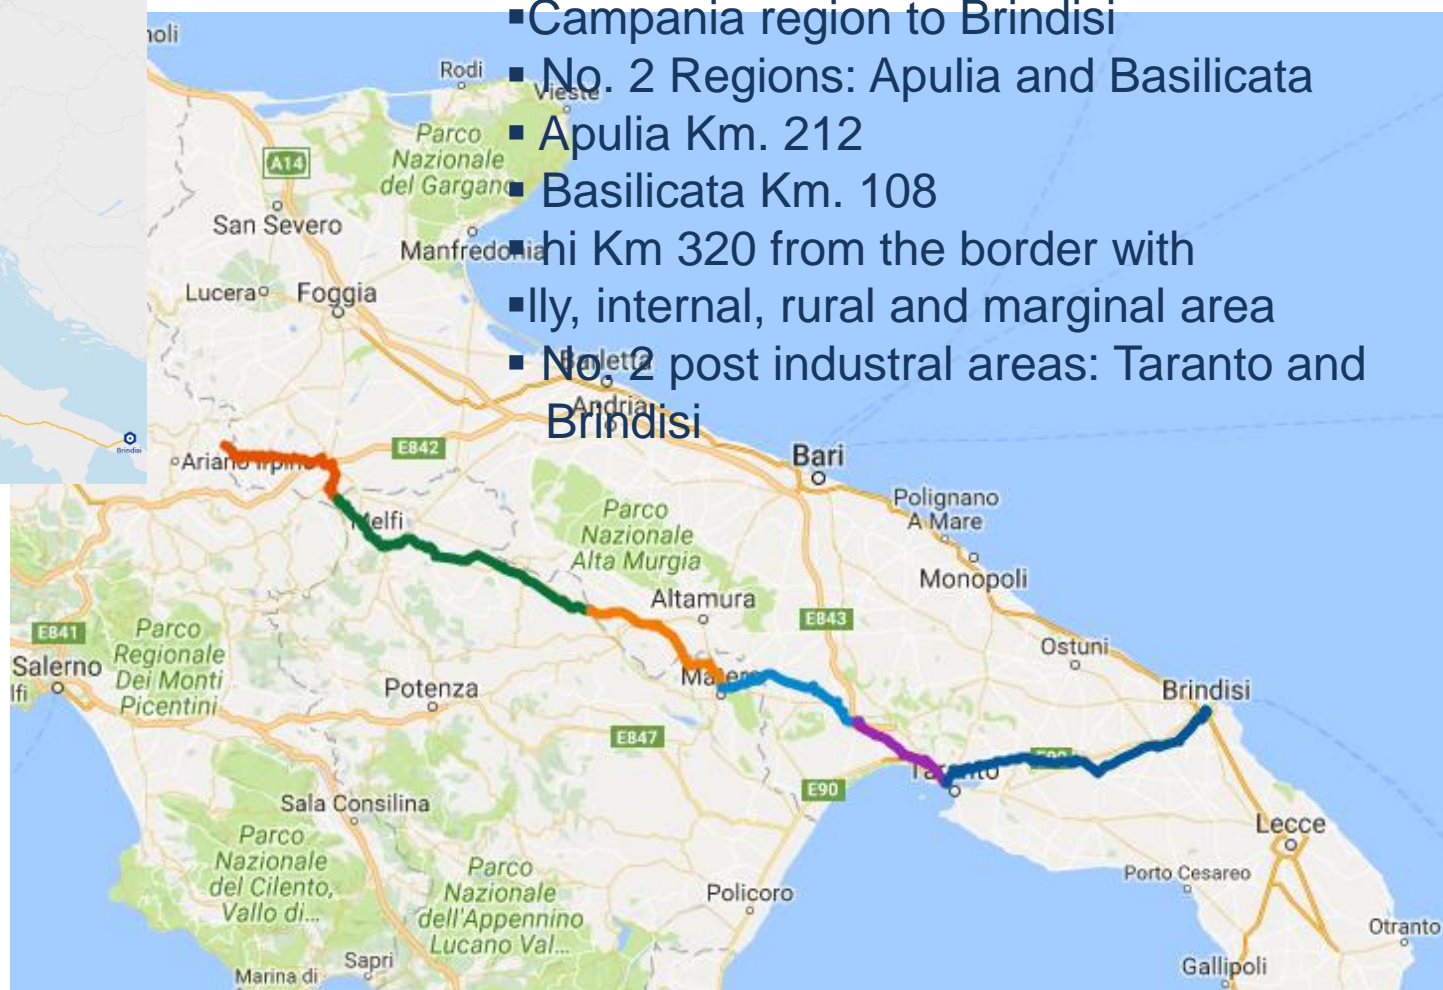 ▪Campania region to Brindisi
▪ No. 2 Regions: Apulia and Basilicata
▪ Apulia Km. 212
▪ Basilicata Km. 108
▪hi Km 320 from the border with
▪lly, internal, rural and marginal area
▪ No. 2 post industral areas: Taranto and
Brindisi
noli
Rodi
Vieste
Parco
Nazionale
del Gargano
A14
San Severo
Manfredonia
Lucera
Foggia
Barletta
Andria
Brindisi
E842
Ariano Irpino
Bari
Melfi
Polignano
A Mare
Parco
Nazionale
Alta Murgia
Monopoli
Altamura
E843
E841
Parco
Regionale
Dei Monti
Picentini
Salerno
lfi
Ostuni
Matera
Potenza
Brindisi
E847
E90
Taranto
E90
Sala Consilina
Lecce
Parco
Nazionale
del Cilento,
Vallo di...
Parco
Nazionale
dell'Appennino
Lucano Val...
Policoro
Porto Cesareo
Otranto
Sapri
Marina di
Gallipoli